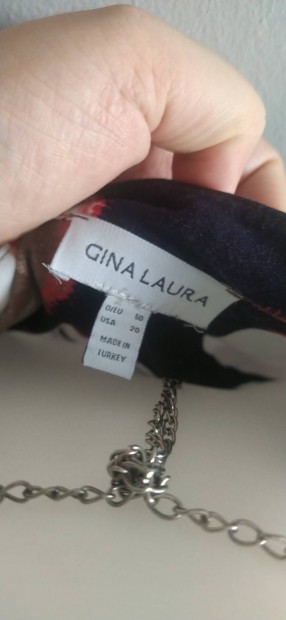 GINA LAURA
D/EU 50
USA 20
MADE IN
TURKEY